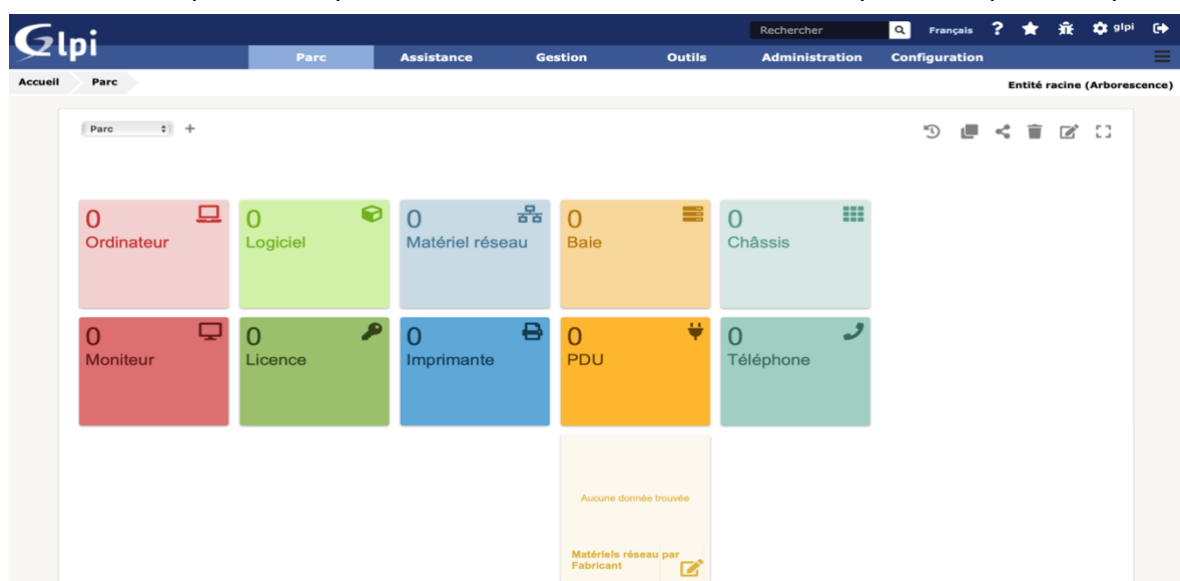 Glpi
Rechercher Français ? glpi
Parc Assistance Gestion Outils Administration Configuration
Accueil Parc Entité racine (Arborescence)
Parc +
0 0 0 0 0
Ordinateur Logiciel Matériel réseau Baie Châssis
0 0 0 0 0
Moniteur Licence Imprimante PDU Téléphone
Aucune donnée trouvée
Matériels réseau par
Fabricant